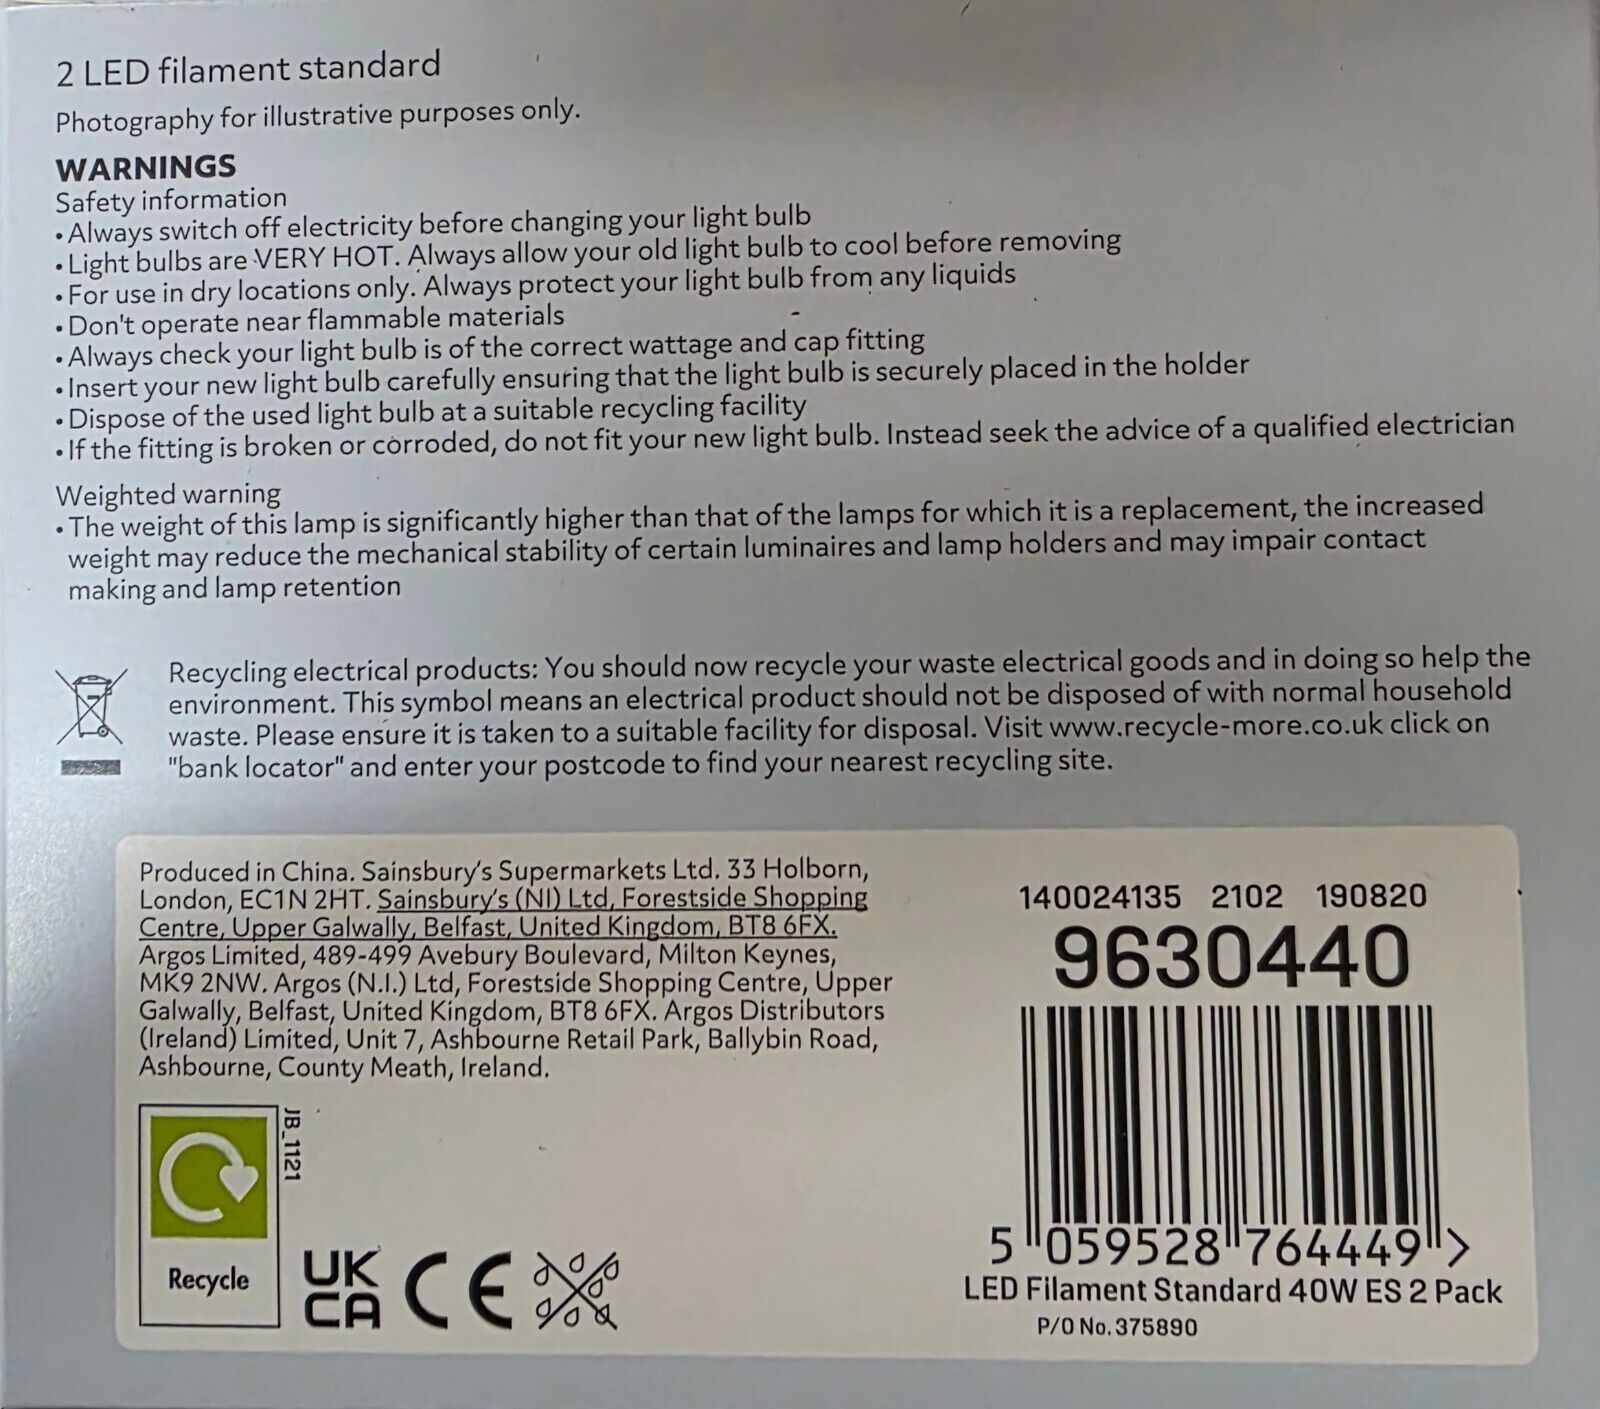 2 LED filament standard
Photography for illustrative purposes only.
WARNINGS
Safety information
• Always switch off electricity before changing your light bulb
• Light bulbs are VERY HOT. Always allow your old light bulb to cool before removing
• For use in dry locations only. Always protect your light bulb from any liquids
• Don't operate near flammable materials
• Always check your light bulb is of the correct wattage and cap fitting
• Insert your new light bulb carefully ensuring that the light bulb is securely placed in the holder
• Dispose of the used light bulb at a suitable recycling facility
• If the fitting is broken or corroded, do not fit your new light bulb. Instead seek the advice of a qualified electrician
Weighted warning
• The weight of this lamp is significantly higher than that of the lamps for which it is a replacement, the increased
weight may reduce the mechanical stability of certain luminaires and lamp holders and may impair contact
making and lamp retention
Recycling electrical products: You should now recycle your waste electrical goods and in doing so help the
environment. This symbol means an electrical product should not be disposed of with normal household
waste. Please ensure it is taken to a suitable facility for disposal. Visit www.recycle-more.co.uk click on
"bank locator" and enter your postcode to find your nearest recycling site.
Produced in China. Sainsbury's Supermarkets Ltd. 33 Holborn,
London, EC1N 2HT. Sainsbury's (NI) Ltd, Forestside Shopping
Centre, Upper Galwally, Belfast, United Kingdom, BT8 6FX.
Argos Limited, 489-499 Avebury Boulevard, Milton Keynes,
MK9 2NW. Argos (N.I.) Ltd, Forestside Shopping Centre, Upper
Galwally, Belfast, United Kingdom, BT8 6FX. Argos Distributors
(Ireland) Limited, Unit 7, Ashbourne Retail Park, Ballybin Road,
Ashbourne, County Meath, Ireland.
JB_1121
Recycle
UK
CA
CE
140024135 2102 190820
9630440
5 059528 764449 >
LED Filament Standard 40W ES 2 Pack
P/O No. 375890